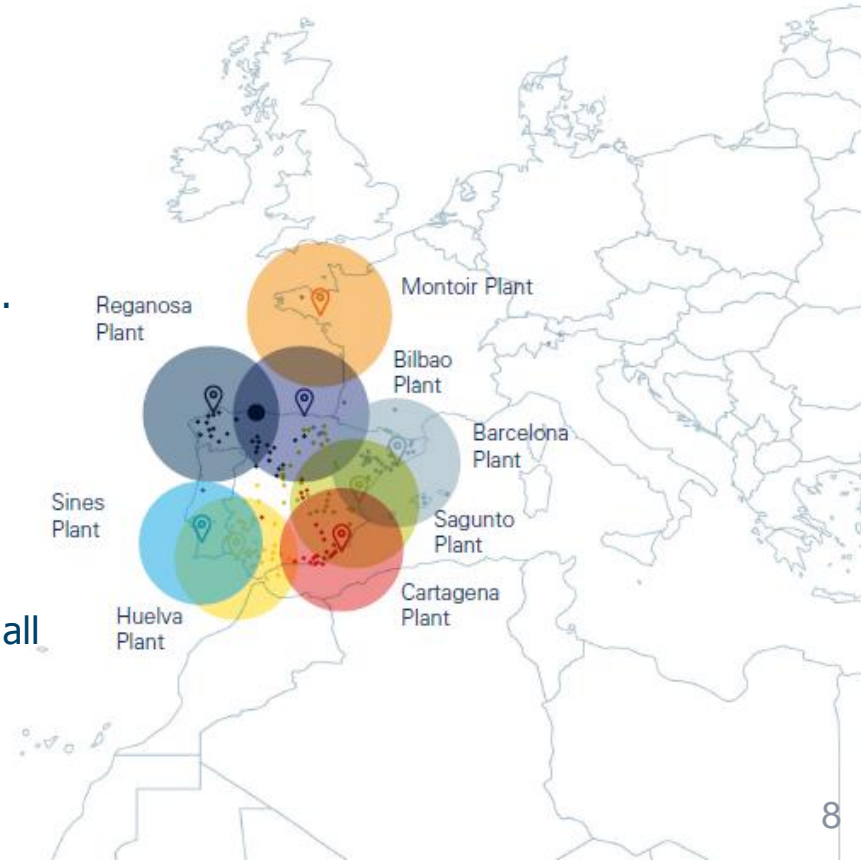 .
Montoir Plant
Reganosa
Plant
Bilbao
Plant
Barcelona
Plant
Sines
Plant
Sagunto
Plant
Cartagena
Plant
Huelva
Plant
all
8